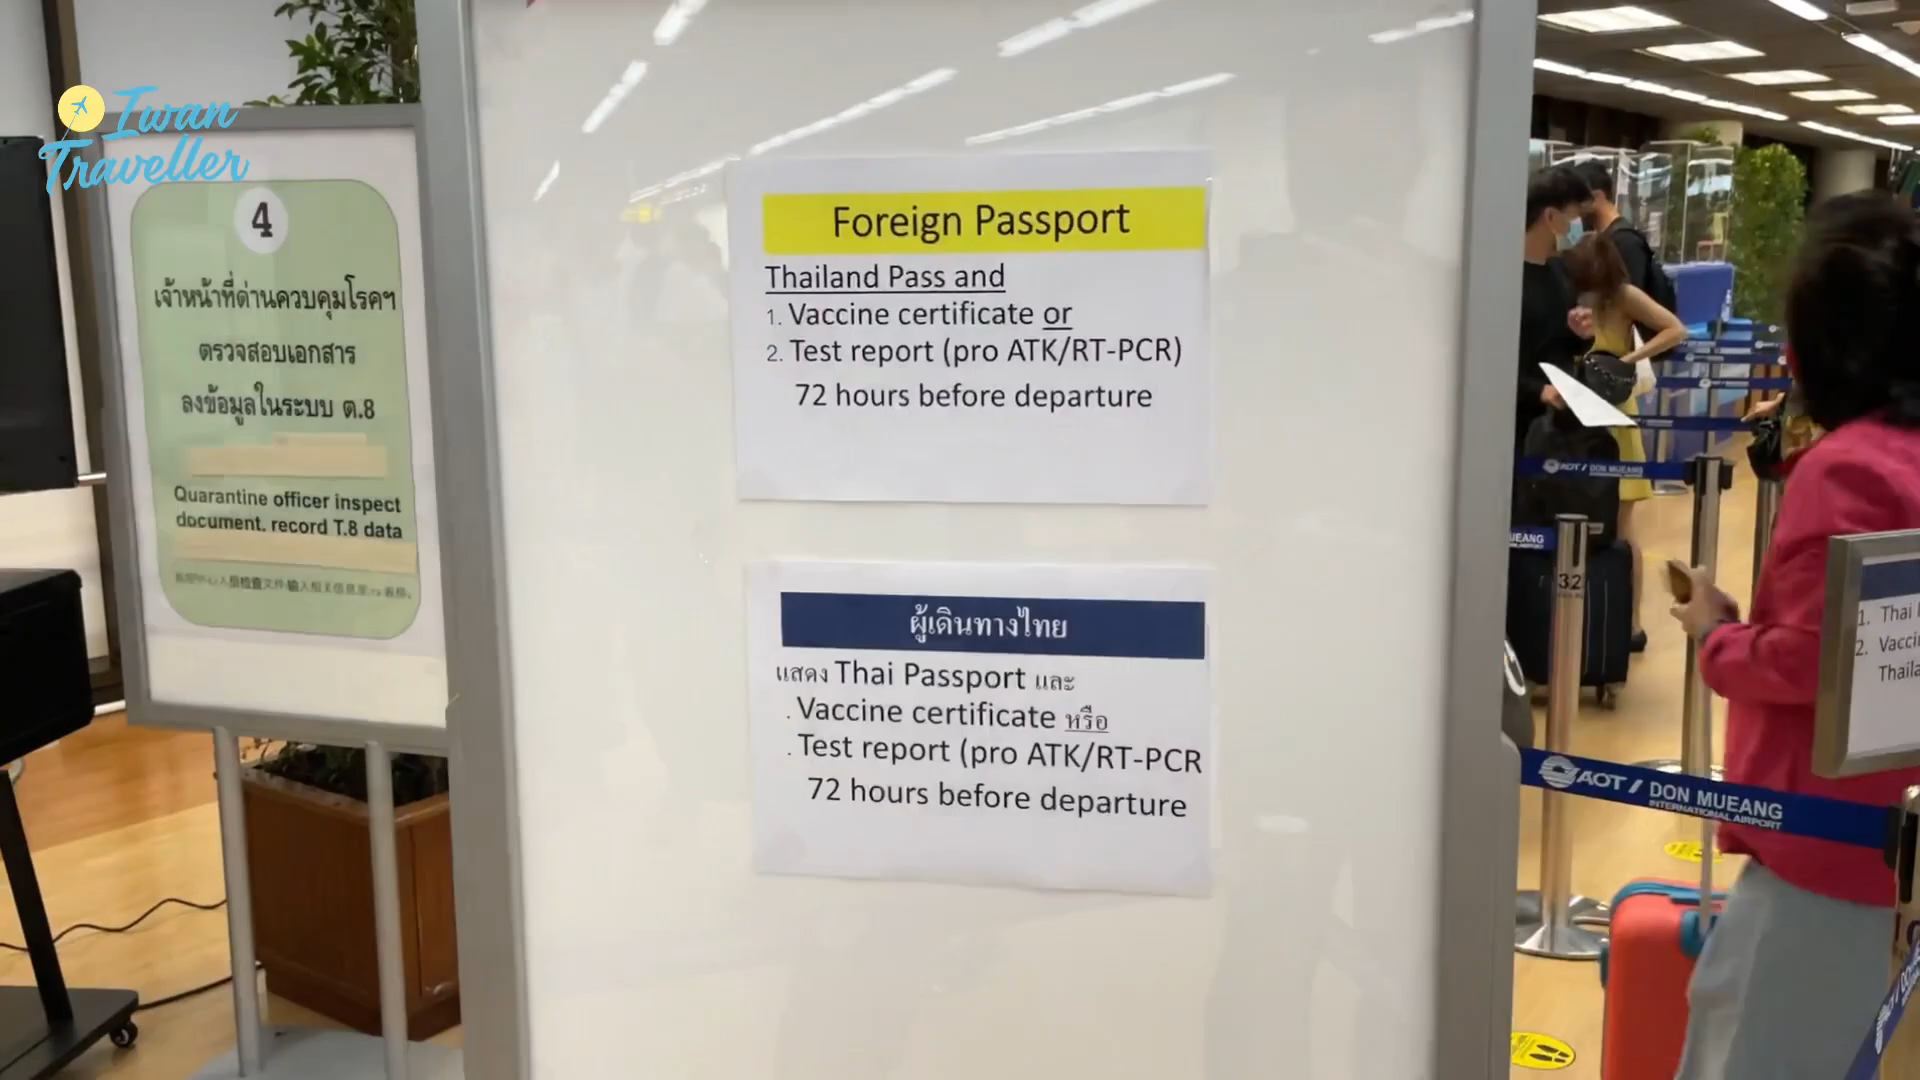 Iwan
Traveller
4
เจ้าหน้าที่ด่านควบคุมโรคฯ
ตรวจสอบเอกสาร
ลงข้อมูลในระบบ ต.8
Quarantine officer inspect
document. record T.8 data
Foreign Passport
Thailand Pass and
1. Vaccine certificate or
2. Test report (pro ATK/RT-PCR)
72 hours before departure
ผู้เดินทางไทย
แสดง Thai Passport และ
. Vaccine certificate หรือ
. Test report (pro ATK/RT-PCR
72 hours before departure
AOT / DON MUEANG
MUEANG
32
AOT / DON MUEANG
INTERNATIONAL AIRPORT
1. Thai
2. Vacci
Thaila